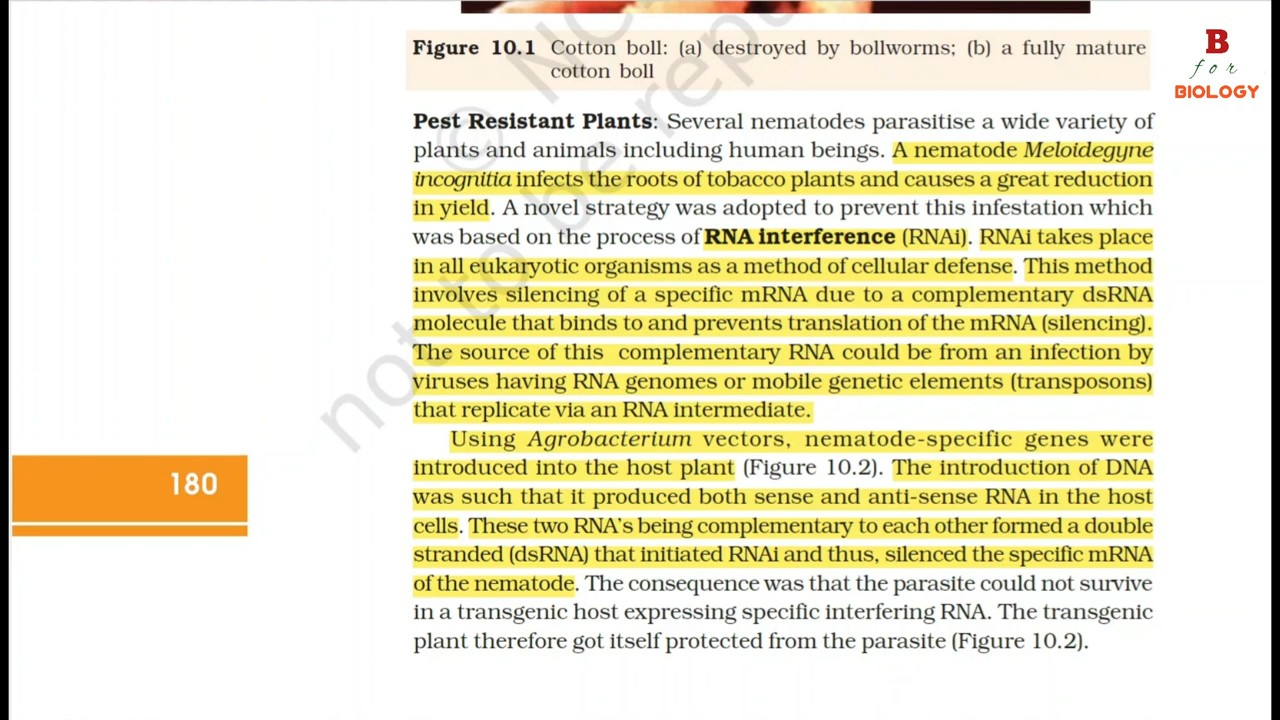 B
for
BIOLOGY
Figure 10.1 Cotton boll: (a) destroyed by bollworms; (b) a fully mature
cotton boll
Pest Resistant Plants: Several nematodes parasitise a wide variety of
plants and animals including human beings. A nematode Meloidegyne
incognitia infects the roots of tobacco plants and causes a great reduction
in yield. A novel strategy was adopted to prevent this infestation which
was based on the process of RNA interference (RNAi). RNAi takes place
in all eukaryotic organisms as a method of cellular defense. This method
involves silencing of a specific mRNA due to a complementary dsRNA
molecule that binds to and prevents translation of the mRNA (silencing).
The source of this complementary RNA could be from an infection by
viruses having RNA genomes or mobile genetic elements (transposons)
that replicate via an RNA intermediate.
Using Agrobacterium vectors, nematode-specific genes were
introduced into the host plant (Figure 10.2). The introduction of DNA
was such that it produced both sense and anti-sense RNA in the host
cells. These two RNA's being complementary to each other formed a double
stranded (dsRNA) that initiated RNAi and thus, silenced the specific mRNA
of the nematode. The consequence was that the parasite could not survive
in a transgenic host expressing specific interfering RNA. The transgenic
plant therefore got itself protected from the parasite (Figure 10.2).
180
© NC
not to be rep